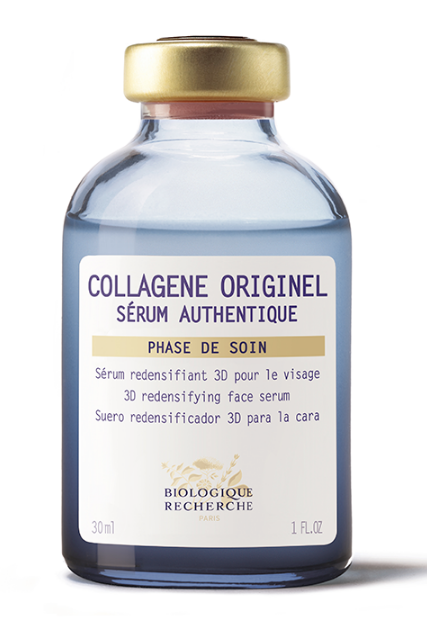 COLLAGENE ORIGINEL
SÉRUM AUTHENTIQUE
PHASE DE SOIN
Sérum redensifiant 3D pour le visage
3D redensifying face serum
Suero redensificador 3D para la cara
BIOLOGIQUE
RECHERCHE
PARIS
30ml 1 FL.OZ